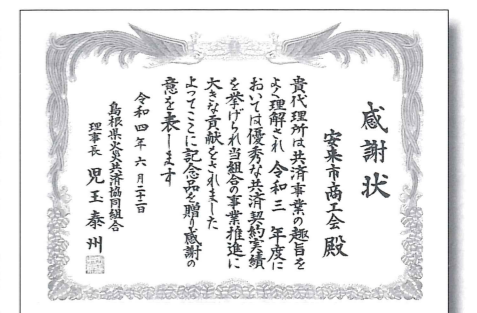 感謝状
安来市商工会殿
貴代理所は共済事業の趣旨を
よく理解され令和三年度に
おいては優秀な共済契約実績
を挙げられ当組合の事業推進に
大きな貢献をされました
よってここに記念品を贈り感謝の
意を表します
令和四年六月二十二日
島根県火災共済協同組合
理事長 児玉泰州